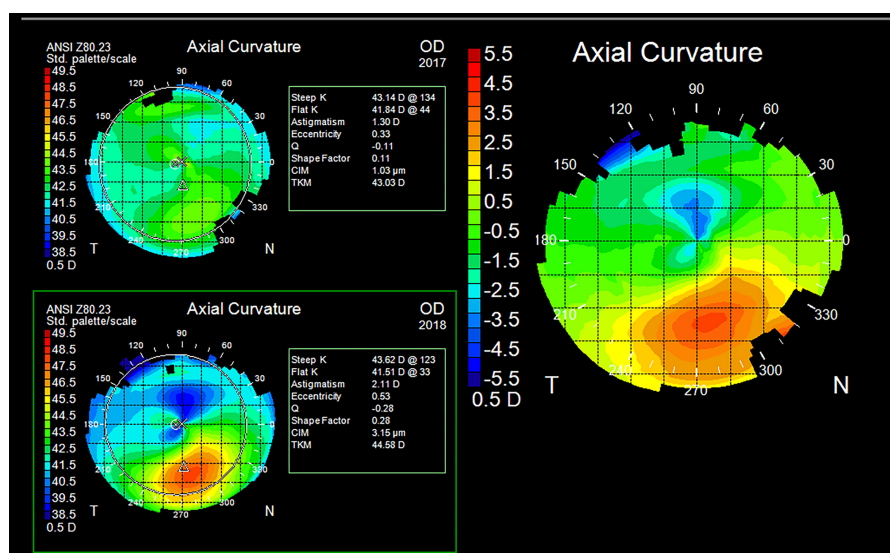 ANSI Z80.23
Std. palette/scale
Axial Curvature
OD
2017
49.5
48.5
47.5
46.5
45.5
44.5
43.5
42.5
41.5
40.5
39.5
38.5
0.5 D
120
90
60
150
30
180
0
210
330
240
270
300
T
N
Steep K 43.14 D @ 134
Flat K 41.84 D @ 44
Astigmatism 1.30 D
Eccentricity 0.33
Q -0.11
Shape Factor 0.11
CIM 1.03 µm
TKM 43.03 D
ANSI Z80.23
Std. palette/scale
Axial Curvature
OD
2018
49.5
48.5
47.5
46.5
45.5
44.5
43.5
42.5
41.5
40.5
39.5
38.5
0.5 D
120
90
60
150
30
180
0
210
330
240
270
300
T
N
Steep K 43.62 D @ 123
Flat K 41.51 D @ 33
Astigmatism 2.11 D
Eccentricity 0.53
Q -0.28
Shape Factor 0.28
CIM 3.15 µm
TKM 44.58 D
Axial Curvature
5.5
4.5
3.5
2.5
1.5
0.5
-0.5
-1.5
-2.5
-3.5
-4.5
-5.5
0.5 D
120
90
60
150
30
180
0
210
330
240
270
300
T
N